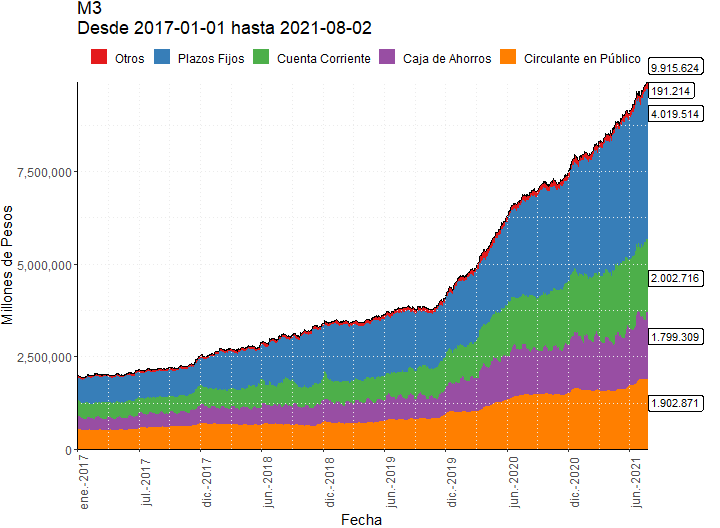 M3
Desde 2017-01-01 hasta 2021-08-02
Otros Plazos Fijos Cuenta Corriente Caja de Ahorros Circulante en Público
9.915.624
191.214
4.019.514
7,500,000
5,000,000
2.002.716
2,500,000
1.799.309
1.902.871
0
Millones de Pesos
ene.-2017 jul.-2017 dic.-2017 jun.-2018 dic.-2018 jun.-2019 dic.-2019 jun.-2020 dic.-2020 jun.-2021
Fecha